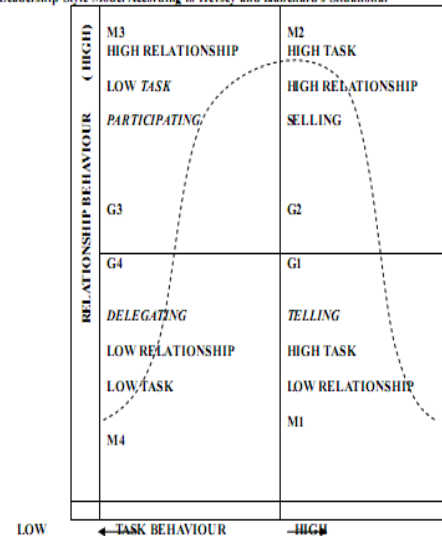 Leadership Style Model According to Hersey and Blanchard's Situational
RELATIONSHIP BEHAVIOUR (HIGH)
M3
HIGH RELATIONSHIP
LOW TASK
PARTICIPATING
G3
M2
HIGH TASK
HIGH RELATIONSHIP
SELLING
G2
G4
DELEGATING
LOW RELATIONSHIP
LOW TASK
M4
G1
TELLING
HIGH TASK
LOW RELATIONSHIP
M1
LOW TASK BEHAVIOUR HIGH